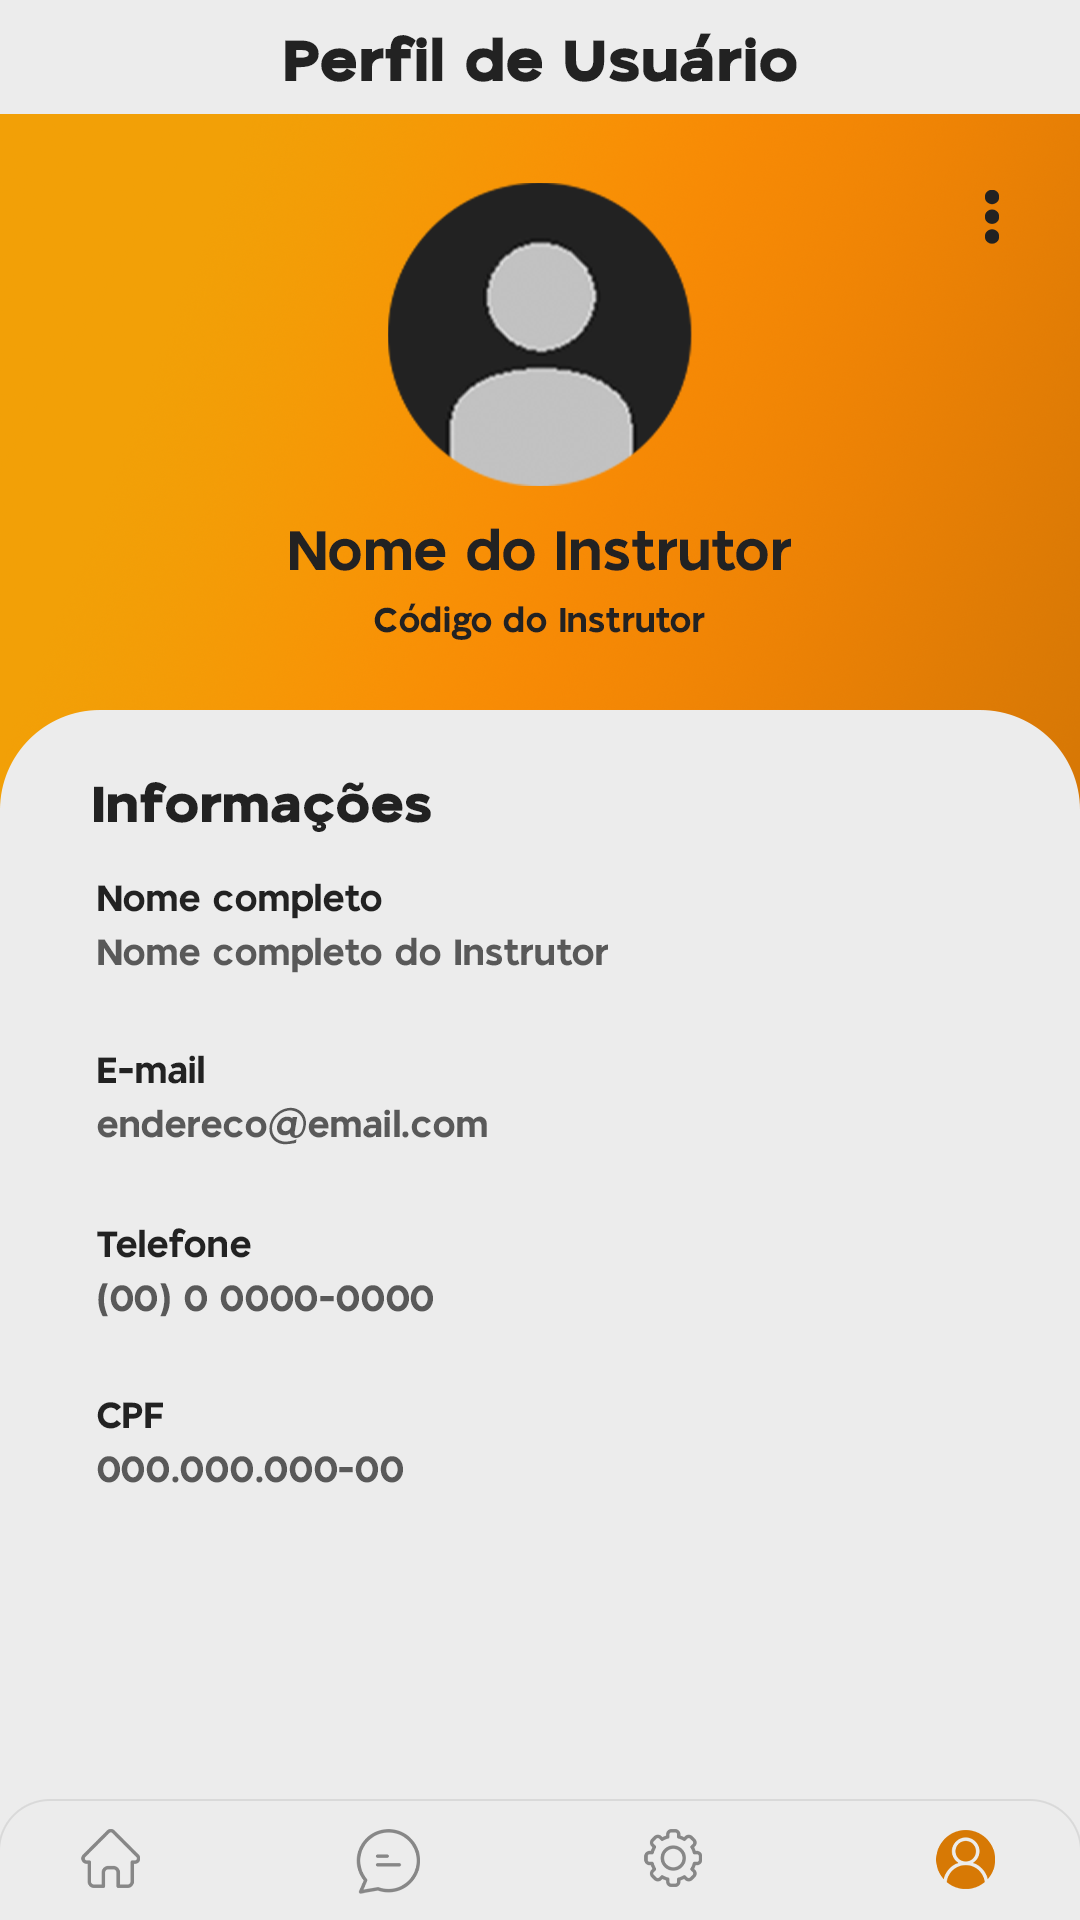 Perfil de Usuário
Nome do Instrutor
Código do Instrutor
Informações
Nome completo
Nome completo do Instrutor
E-mail
endereco@email.com
Telefone
(00) 0 0000-0000
CPF
000.000.000-00